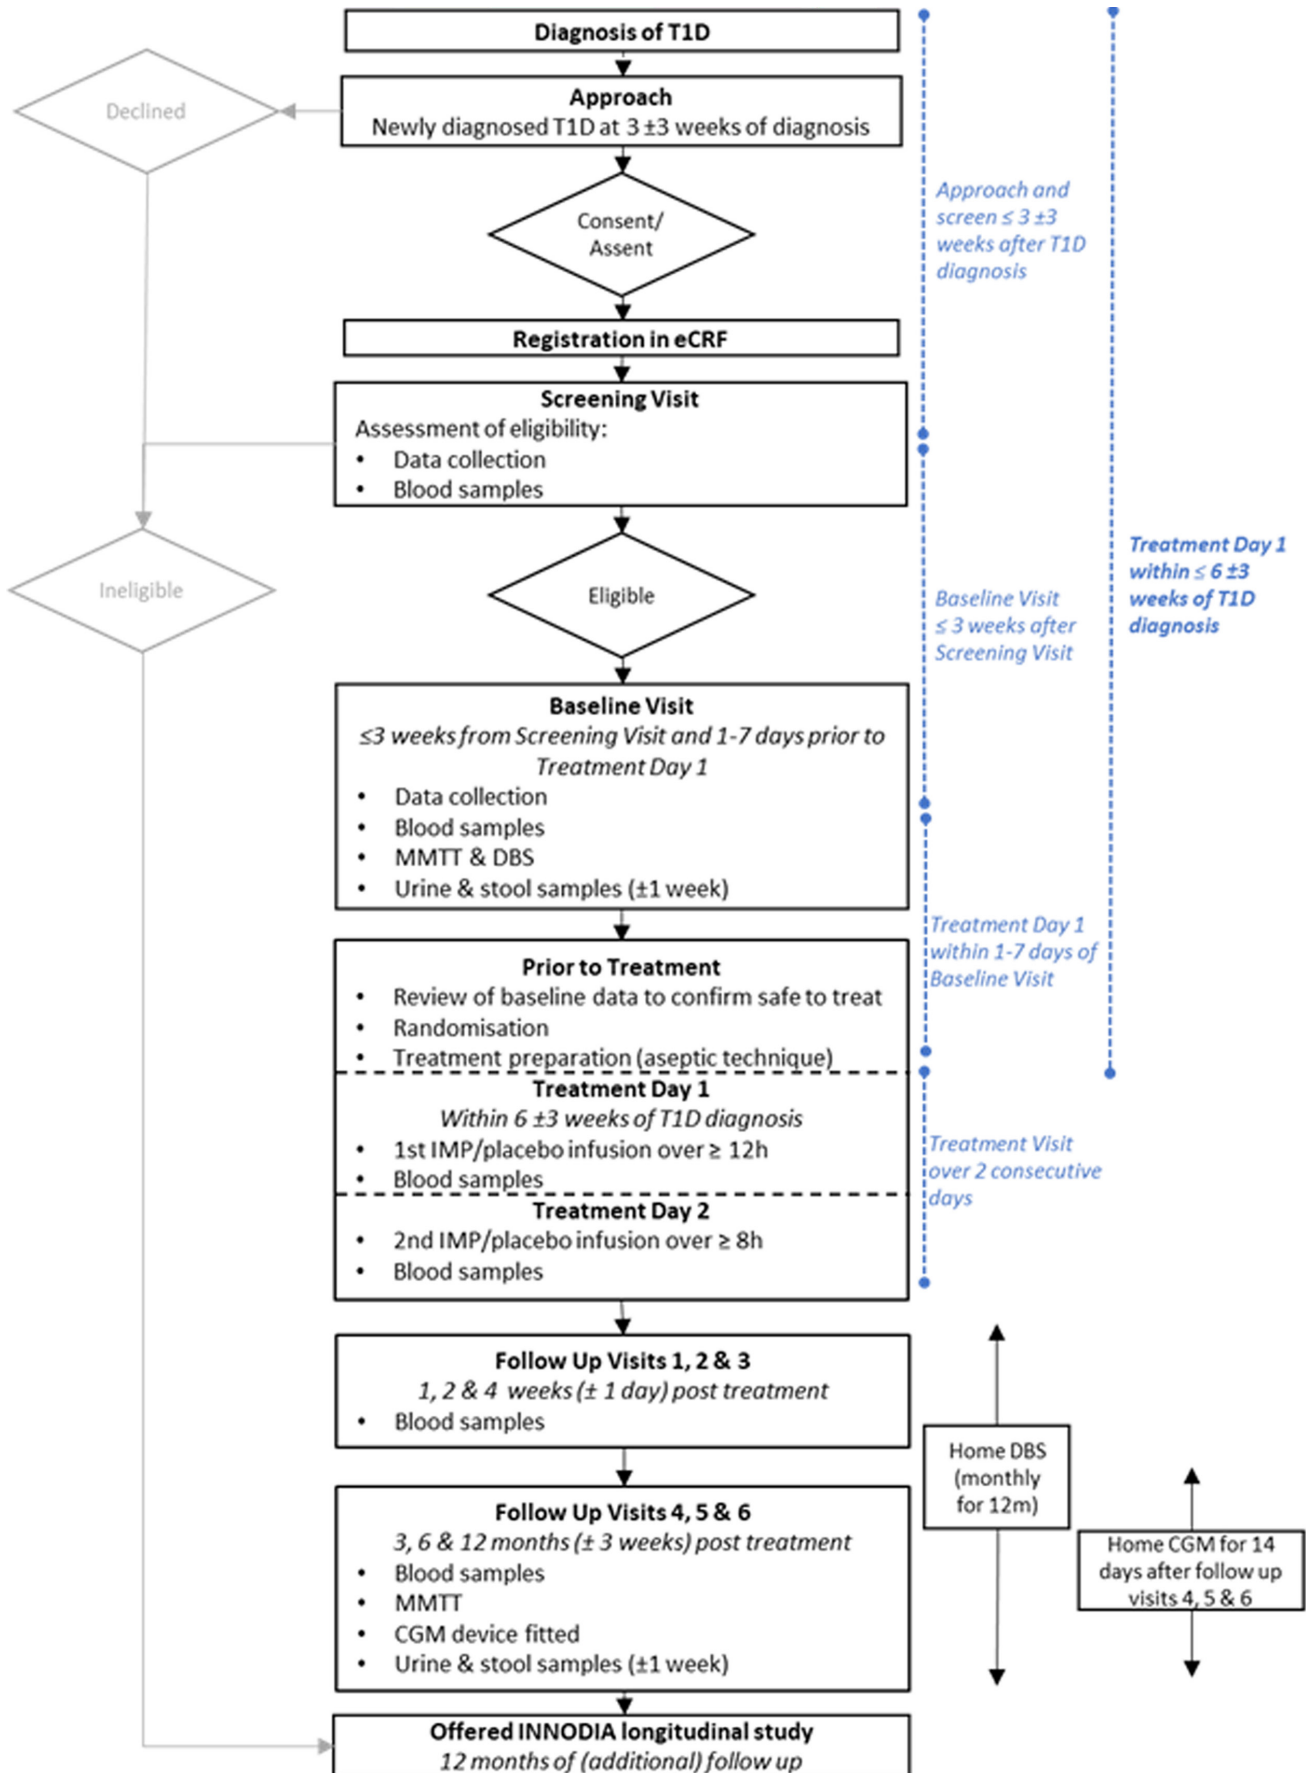 Diagnosis of T1D
Approach
Newly diagnosed T1D at 3 ±3 weeks of diagnosis
Declined
Consent/
Assent
Approach and
screen ≤ 3 ±3
weeks after T1D
diagnosis
Registration in eCRF
Screening Visit
Assessment of eligibility:
• Data collection
• Blood samples
Ineligible
Eligible
Baseline Visit
≤ 3 weeks after
Screening Visit
Treatment Day 1
within ≤ 6 ±3
weeks of T1D
diagnosis
Baseline Visit
≤3 weeks from Screening Visit and 1-7 days prior to
Treatment Day 1
• Data collection
• Blood samples
• MMTT & DBS
• Urine & stool samples (±1 week)
Treatment Day 1
within 1-7 days of
Baseline Visit
Prior to Treatment
• Review of baseline data to confirm safe to treat
• Randomisation
• Treatment preparation (aseptic technique)
Treatment Day 1
Within 6 ±3 weeks of T1D diagnosis
• 1st IMP/placebo infusion over ≥ 12h
• Blood samples
Treatment Visit
over 2 consecutive
days
Treatment Day 2
• 2nd IMP/placebo infusion over ≥ 8h
• Blood samples
Follow Up Visits 1, 2 & 3
1, 2 & 4 weeks (± 1 day) post treatment
• Blood samples
Home DBS
(monthly
for 12m)
Follow Up Visits 4, 5 & 6
3, 6 & 12 months (± 3 weeks) post treatment
• Blood samples
• MMTT
• CGM device fitted
• Urine & stool samples (±1 week)
Home CGM for 14
days after follow up
visits 4, 5 & 6
Offered INNODIA longitudinal study
12 months of (additional) follow up